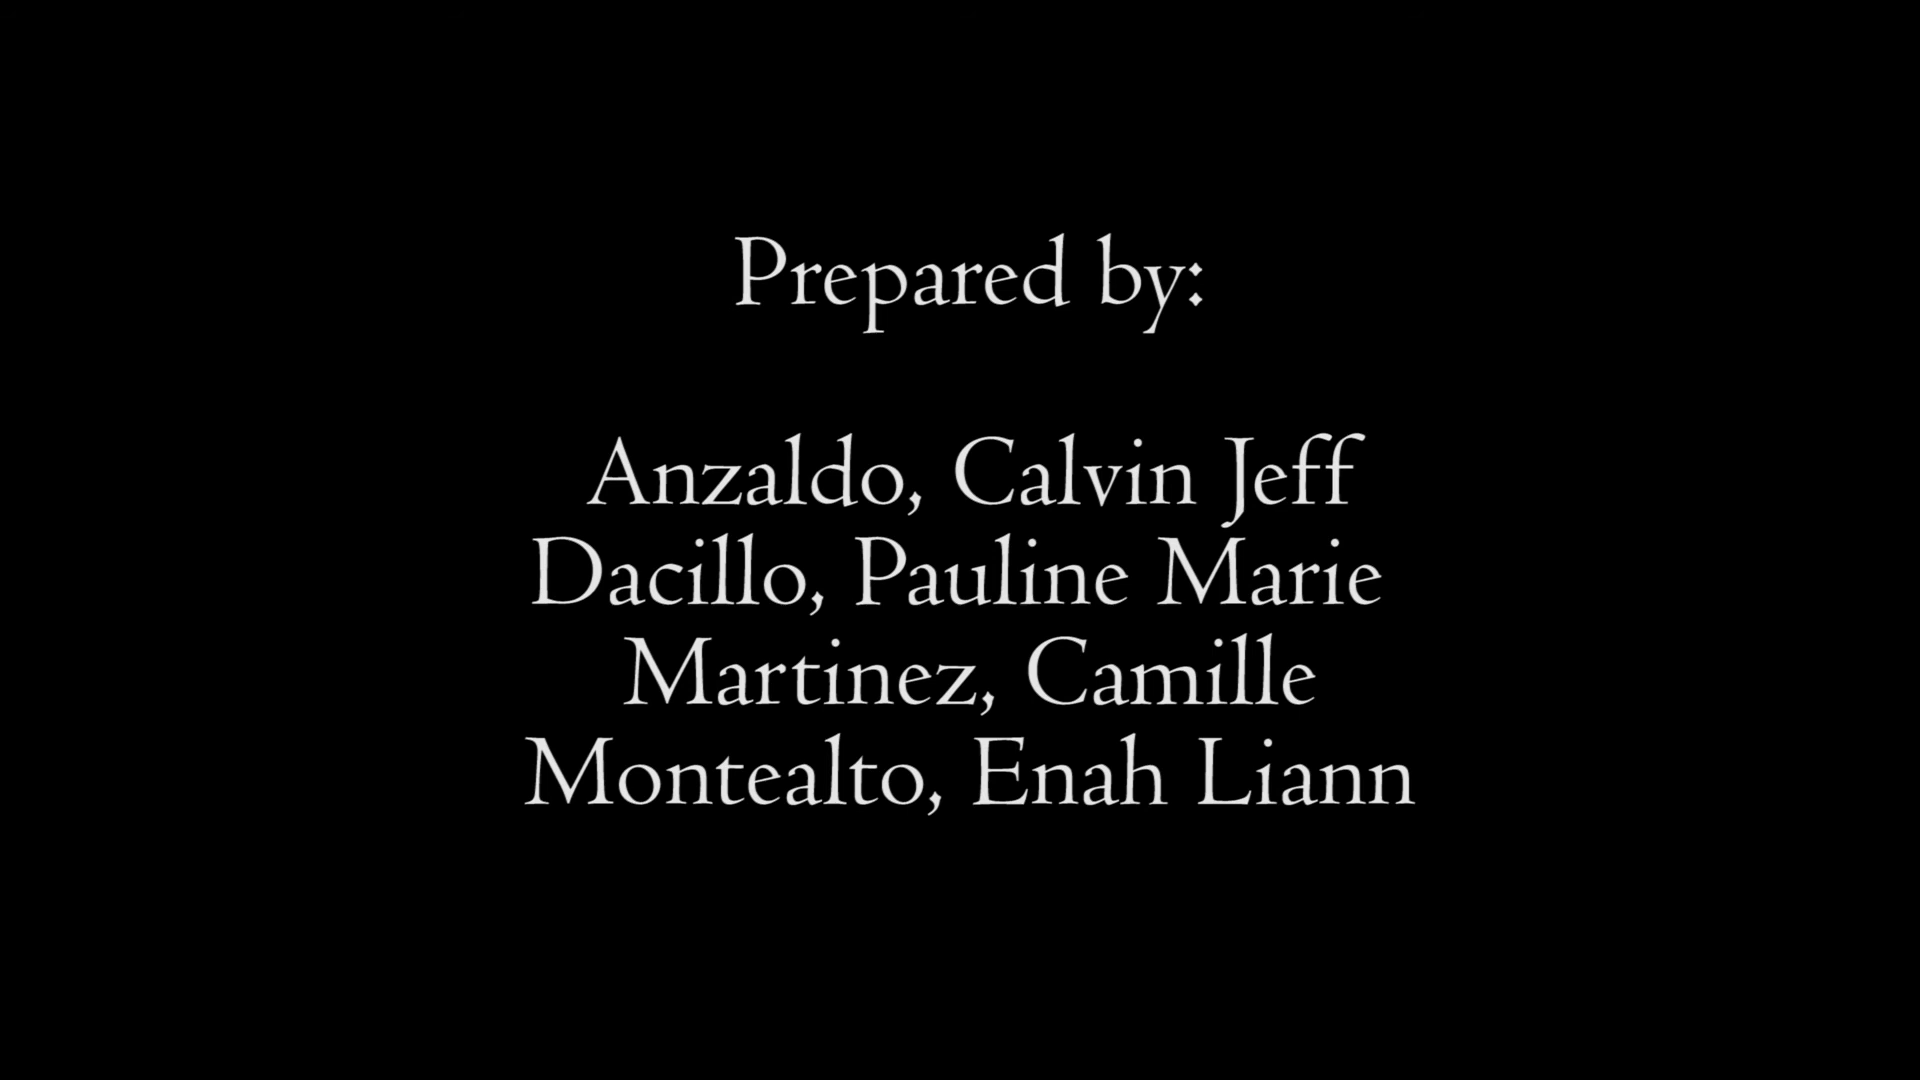 Prepared by:
Anzaldo, Calvin Jeff
Dacillo, Pauline Marie
Martinez, Camille
Montealto, Enah Liann